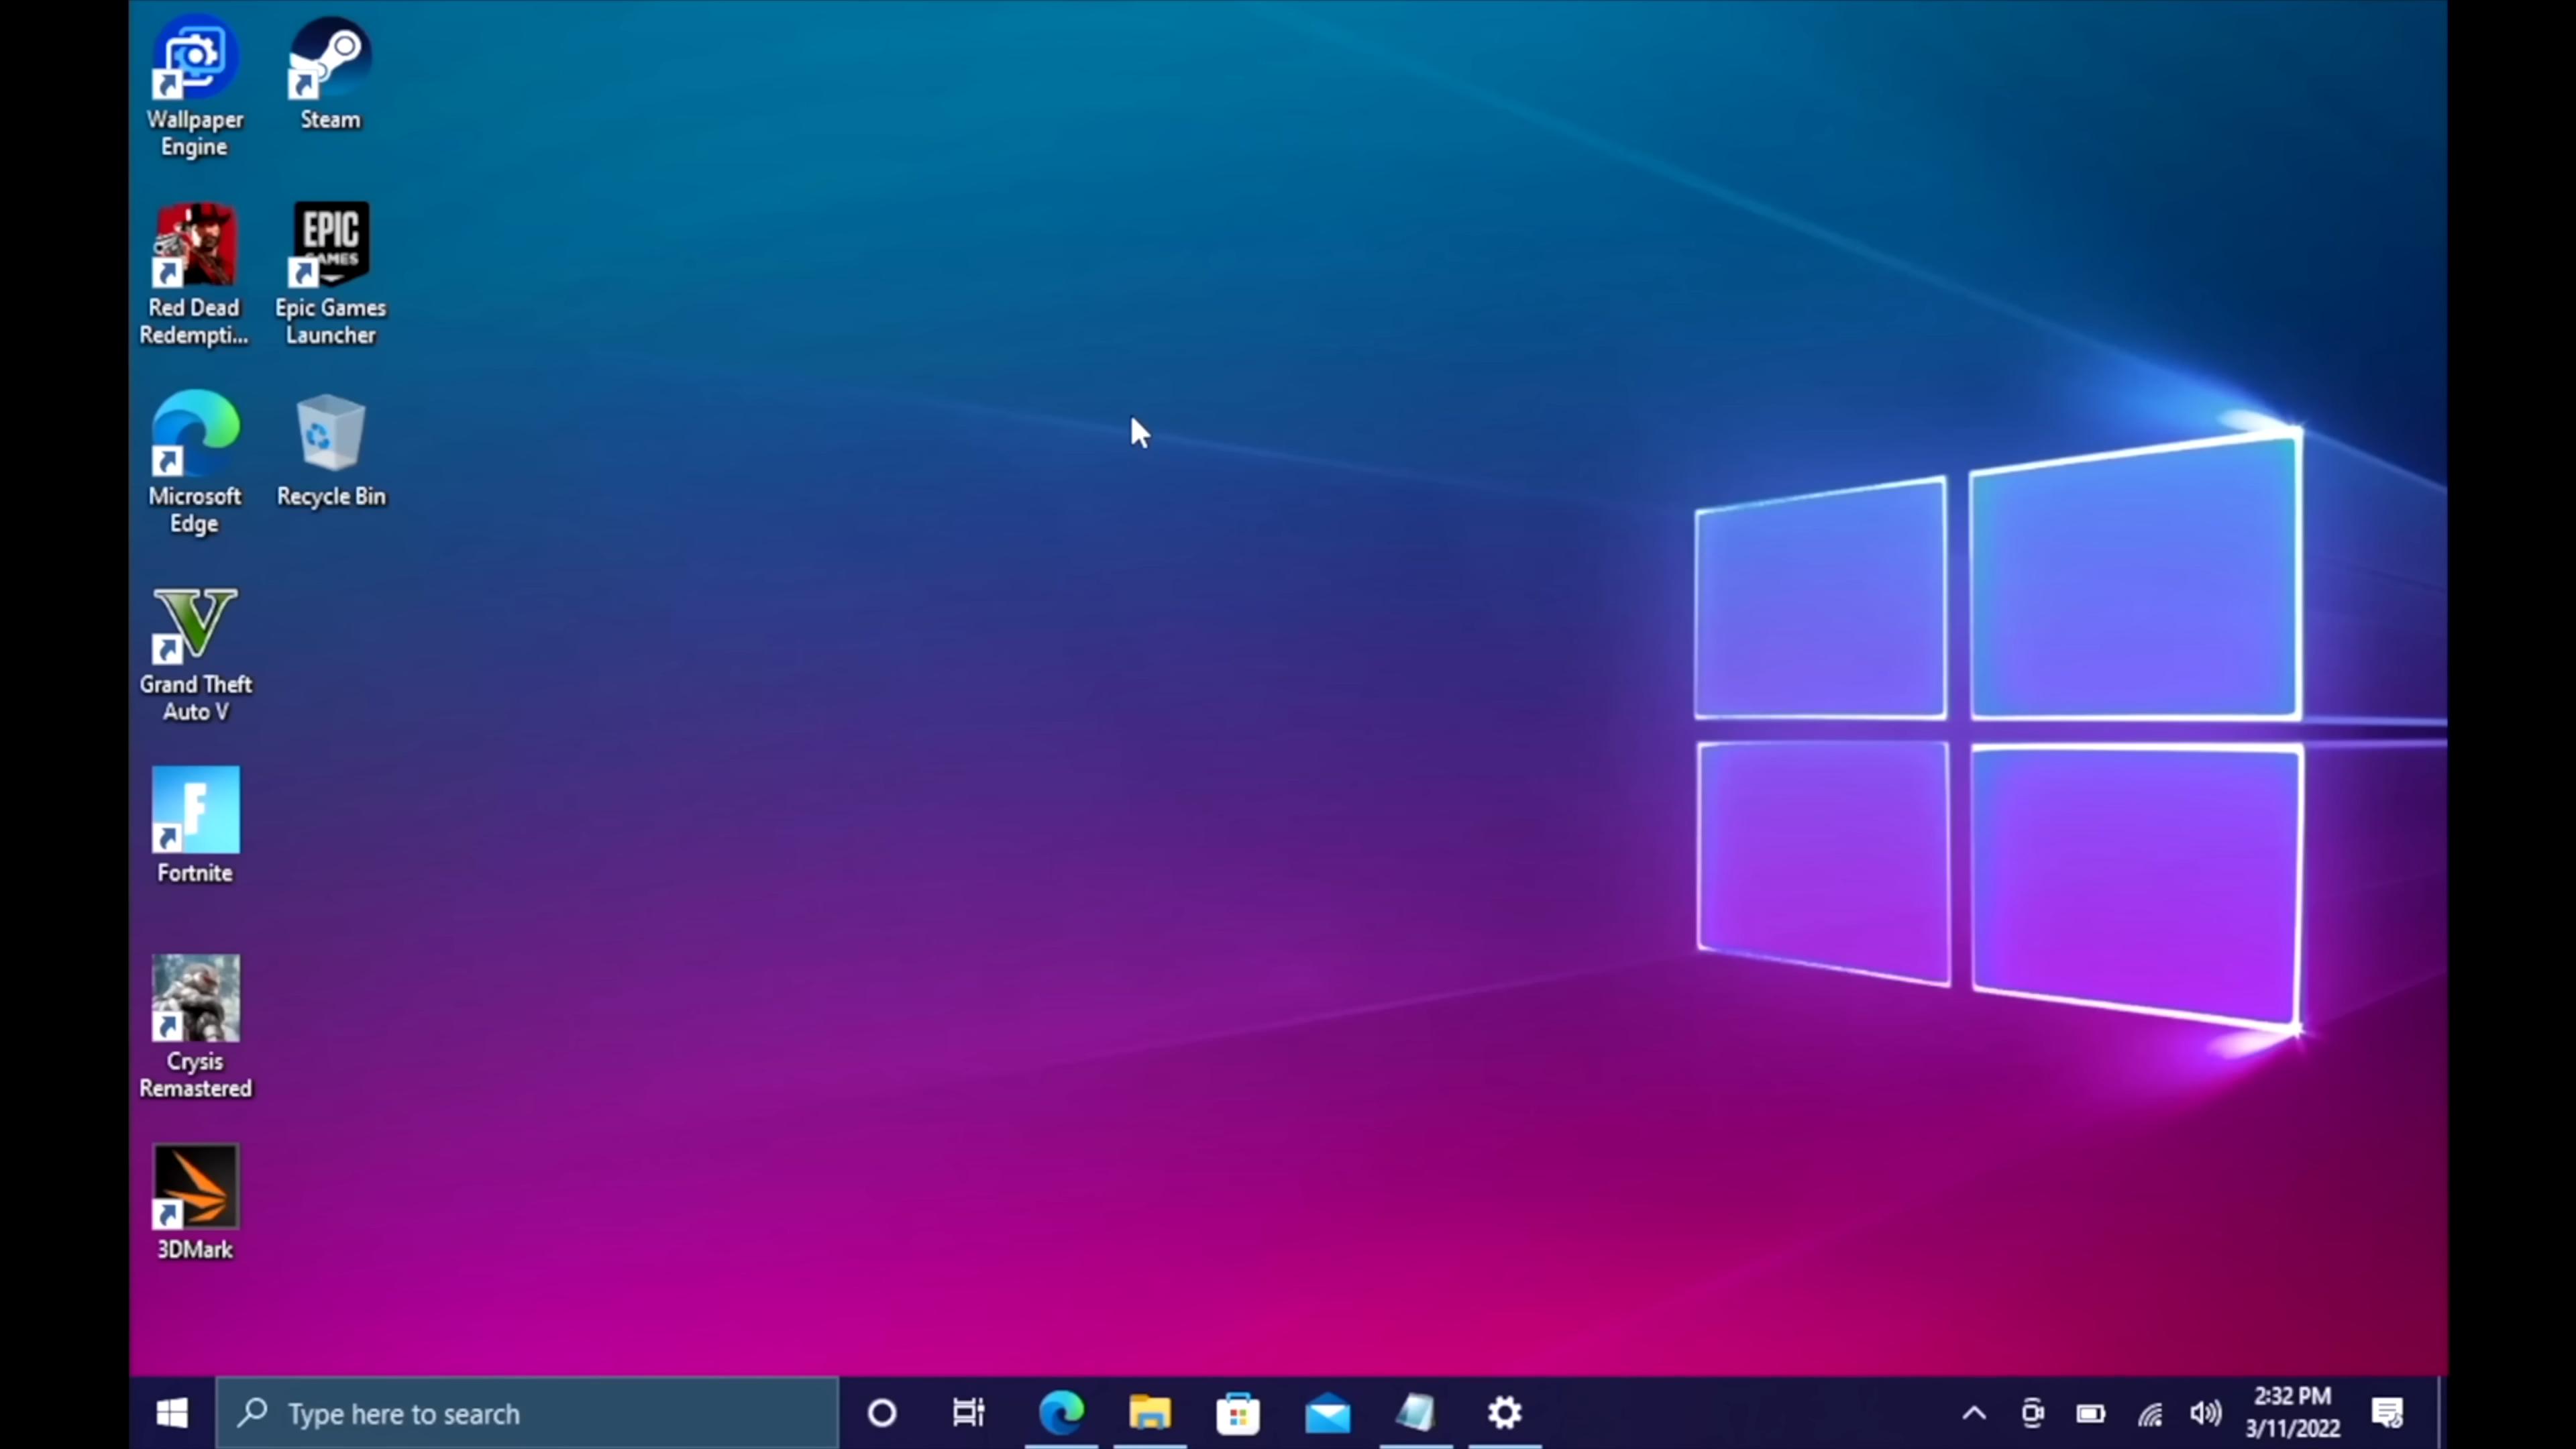 Wallpaper
Engine
Steam
Red Dead
Redempti...
EPIC
GAMES
Epic Games
Launcher
Microsoft
Edge
Recycle Bin
V
Grand Theft
Auto V
F
Fortnite
Crysis
Remastered
3DMark
Type here to search
2:32 PM
3/11/2022